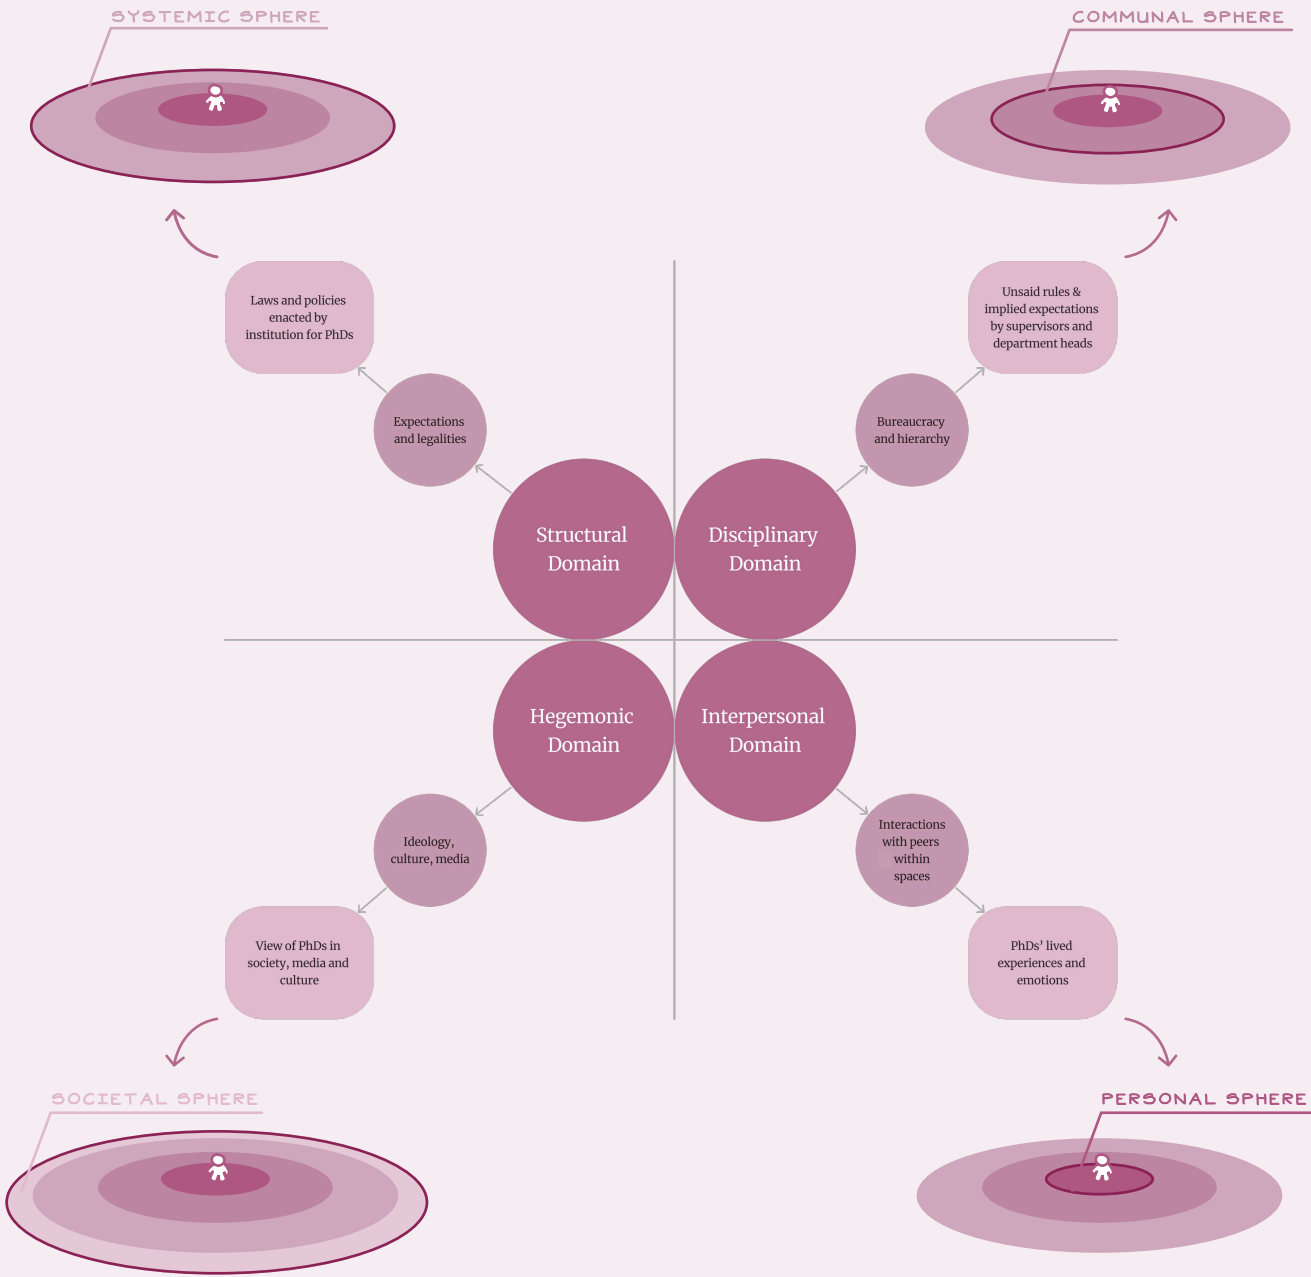 SYSTEMIC SPHERE
COMMUNAL SPHERE
Laws and policies
enacted by
institution for PhDs
Unsaid rules &
implied expectations
by supervisors and
department heads
Expectations
and legalities
Bureaucracy
and hierarchy
Structural
Domain
Disciplinary
Domain
Hegemonic
Domain
Interpersonal
Domain
Ideology,
culture, media
Interactions
with peers
within
spaces
View of PhDs in
society, media and
culture
PhDs' lived
experiences and
emotions
SOCIETAL SPHERE
PERSONAL SPHERE